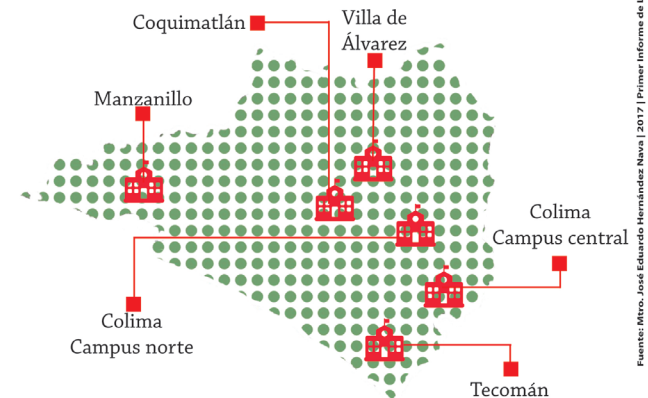 Coquimatlán
Villa de
Álvarez
Manzanillo
Colima
Campus central
Colima
Campus norte
Tecomán
Fuente: Mtro. José Eduardo Hernández Nava | 2017 | Primer Informe de